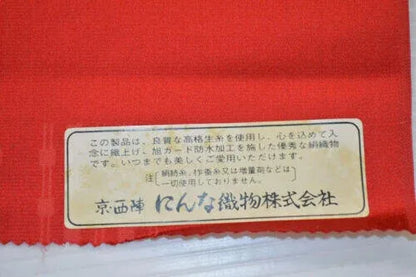 この製品は、良質な高格生糸を使用し、心を込めて入
念に織上げ、旭ガード防水加工を施した優秀な絹織物
です。いつまでも美しくご愛用いただけます。
注 絹紡糸、柞蚕糸又は増量剤などは
一切使用しておりません。
京・西陣 にんな織物株式会社